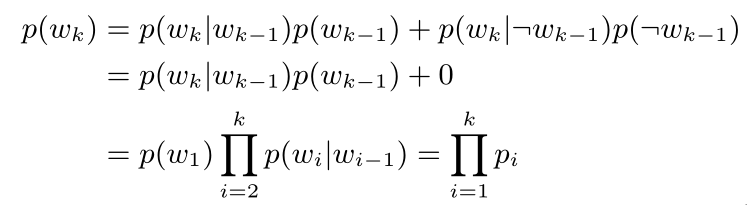 p(w_k) = p(w_k|w_{k−1})p(w_{k−1}) + p(w_k|¬w_{k−1})p(¬w_{k−1})
= p(w_k|w_{k−1})p(w_{k−1}) + 0
= p(w_1) ∏_{i=2}^{k} p(w_i|w_{i−1}) = ∏_{i=1}^{k} p_i